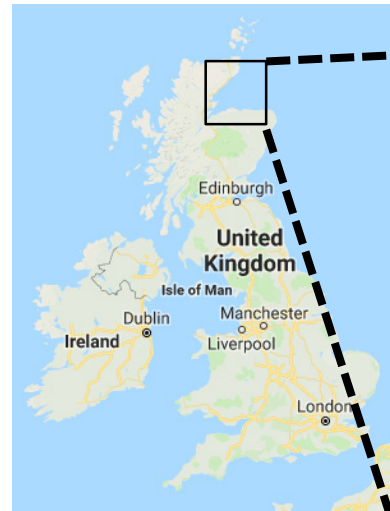 Edinburgh
United
Kingdom
Isle of Man
Dublin
Manchester
Ireland
Liverpool
London